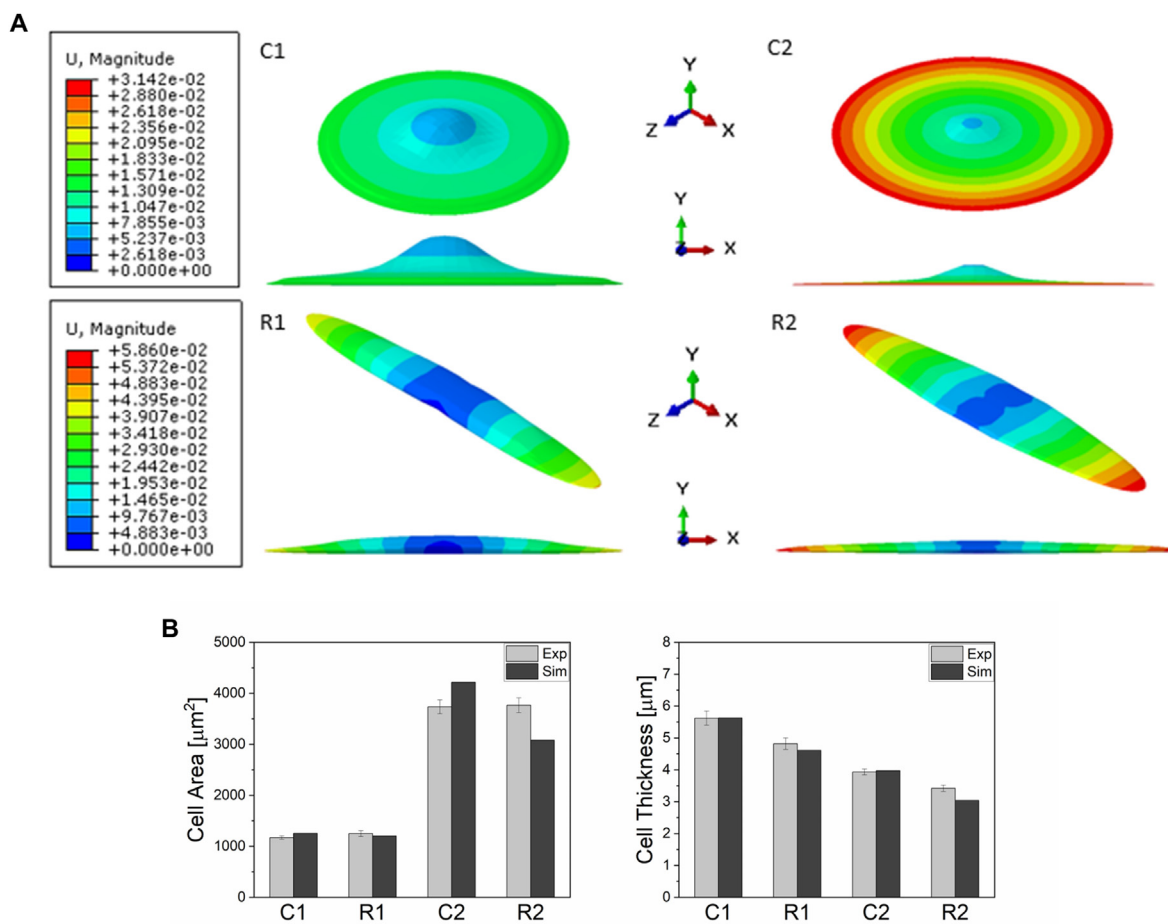 A
U, Magnitude
+3.142e-02
+2.880e-02
+2.618e-02
+2.356e-02
+2.095e-02
+1.833e-02
+1.571e-02
+1.309e-02
+1.047e-02
+7.855e-03
+5.237e-03
+2.618e-03
+0.000e+00
C1
Y
Z X
Y
Z X
C2
U, Magnitude
+5.860e-02
+5.372e-02
+4.883e-02
+4.395e-02
+3.907e-02
+3.418e-02
+2.930e-02
+2.442e-02
+1.953e-02
+1.465e-02
+9.767e-03
+4.883e-03
+0.000e+00
R1
Y
Z X
Y
Z X
R2
B
Cell Area [μm²]
5000
4000
3000
2000
1000
0
Exp
Sim
C1 R1 C2 R2
Cell Thickness [μm]
8
7
6
5
4
3
2
1
0
Exp
Sim
C1 R1 C2 R2